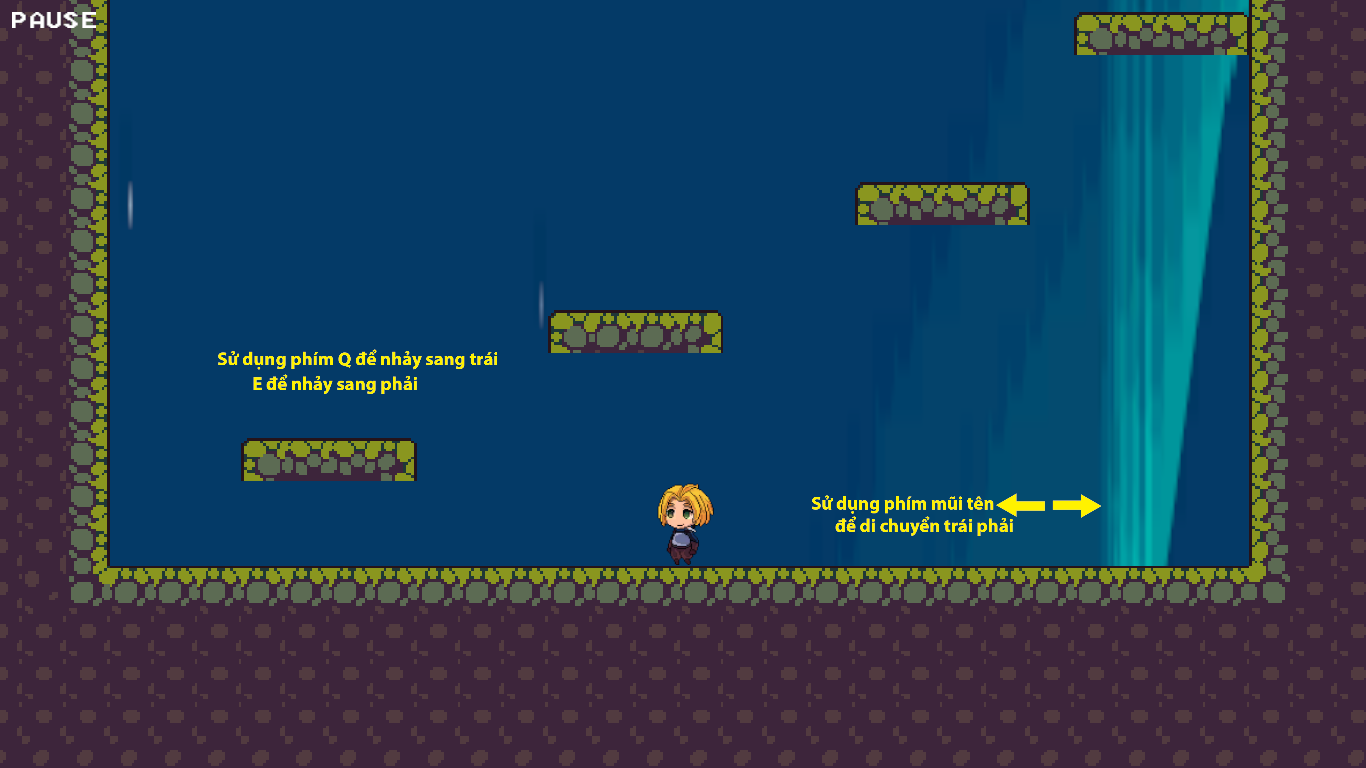 PAUSE
Sử dụng phím Q để nhảy sang trái
E để nhảy sang phải
Sử dụng phím mũi tên
để di chuyển trái phải